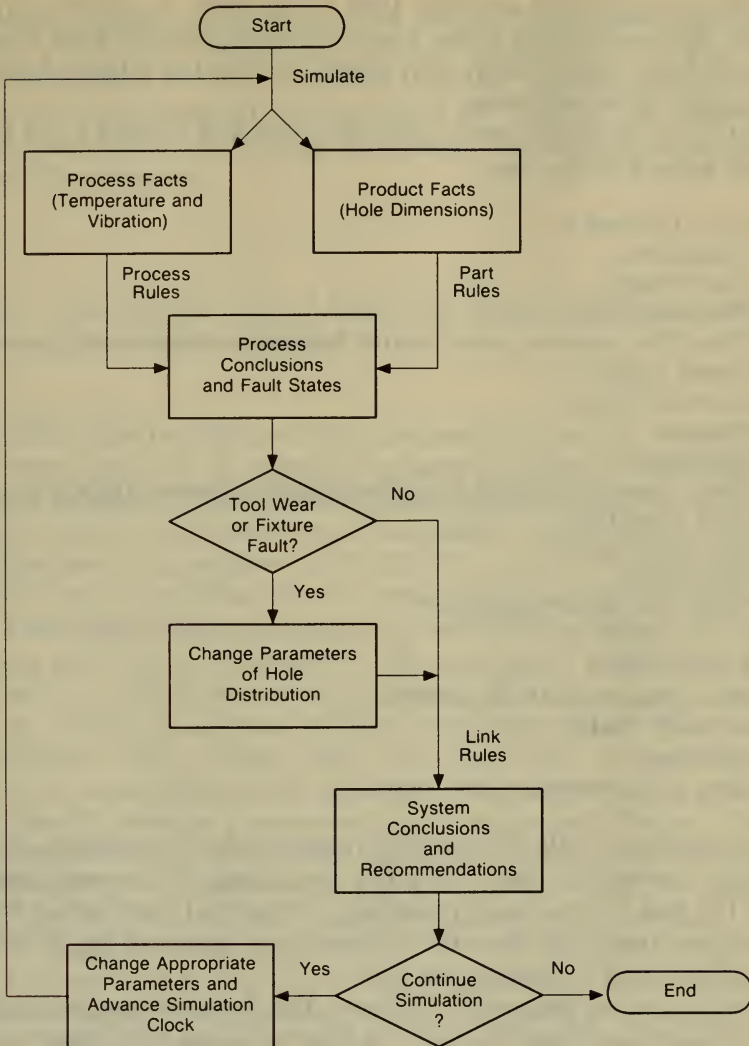 Start
Simulate
Process Facts
(Temperature and
Vibration)
Product Facts
(Hole Dimensions)
Process
Rules
Part
Rules
Process
Conclusions
and Fault States
Tool Wear
or Fixture
Fault?
No
Yes
Change Parameters
of Hole
Distribution
Link
Rules
System
Conclusions
and
Recommendations
Change Appropriate
Parameters and
Advance Simulation
Clock
Yes
Continue
Simulation
?
No
End